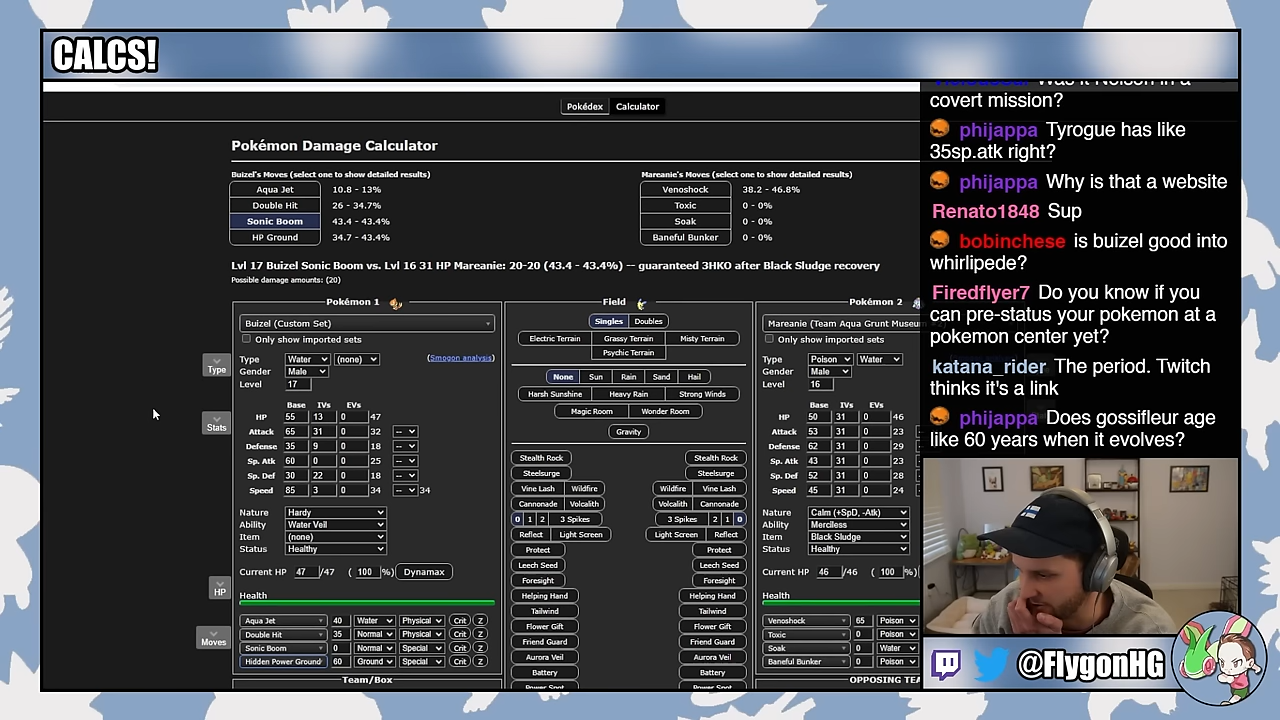 CALCS!
Pokédex Calculator
Pokémon Damage Calculator
Buizel's Moves (select one to show detailed results)
Aqua Jet 10.8 - 13%
Double Hit 26 - 34.7%
Sonic Boom 43.4 - 43.4%
HP Ground 34.7 - 43.4%
Mareanie's Moves (select one to show detailed results)
Venoshock 38.2 - 46.8%
Toxic 0 - 0%
Soak 0 - 0%
Baneful Bunker 0 - 0%
Lvl 17 Buizel Sonic Boom vs. Lvl 16 31 HP Mareanie: 20-20 (43.4 - 43.4%) -- guaranteed 3HKO after Black Sludge recovery
Possible damage amounts: (20)
Pokémon 1
Buizel (Custom Set)
Only show imported sets
Type Water (none) (Smogon analysis)
Gender Male
Level 17
Base IVs EVs
HP 55 13 0 47
Attack 65 31 0 32 --
Defense 35 9 0 18 --
Sp. Atk 60 0 0 25 --
Sp. Def 30 22 0 18 --
Speed 85 3 0 34 -- 34
Nature Hardy
Ability Water Veil
Item (none)
Status Healthy
Current HP 47 /47 ( 100 %) Dynamax
Health
Aqua Jet 40 Water Physical Crit Z
Double Hit 35 Normal Physical Crit Z
Sonic Boom 0 Normal Special Crit Z
Hidden Power Ground 60 Ground Special Crit Z
Team/Box
Type
Stats
HP
Moves
Field
Singles Doubles
Electric Terrain Grassy Terrain Misty Terrain
Psychic Terrain
None Sun Rain Sand Hail
Harsh Sunshine Heavy Rain Strong Winds
Magic Room Wonder Room
Gravity
Stealth Rock Stealth Rock
Steelsurge Steelsurge
Vine Lash Wildfire Wildfire Vine Lash
Cannonade Volcalith Volcalith Cannonade
0 1 2 3 Spikes 3 Spikes 2 1 0
Reflect Light Screen Light Screen Reflect
Protect Protect
Leech Seed Leech Seed
Foresight Foresight
Helping Hand Helping Hand
Tailwind Tailwind
Flower Gift Flower Gift
Friend Guard Friend Guard
Aurora Veil Aurora Veil
Battery Battery
Power Spot Power Spot
Pokémon 2
Mareanie (Team Aqua Grunt Museum
Only show imported sets
Type Poison Water
Gender Male
Level 16
Base IVs EVs
HP 50 31 0 46
Attack 53 31 0 23
Defense 62 31 0 29
Sp. Atk 43 31 0 23
Sp. Def 52 31 0 28
Speed 45 31 0 24
Nature Calm (+SpD, -Atk)
Ability Merciless
Item Black Sludge
Status Healthy
Current HP 46 /46 ( 100 %)
Health
Venoshock 65 Poison
Toxic 0 Poison
Soak 0 Water
Baneful Bunker 0 Poison
OPPOSING TEA
Was it Nelson in a
covert mission?
phijappa Tyrogue has like
35sp.atk right?
phijappa Why is that a website
Renato1848 Sup
bobinchese is buizel good into
whirlipede?
Firedflyer7 Do you know if you
can pre-status your pokemon at a
pokemon center yet?
katana_rider The period. Twitch
thinks it's a link
phijappa Does gossifleur age
like 60 years when it evolves?
@FlygonHG